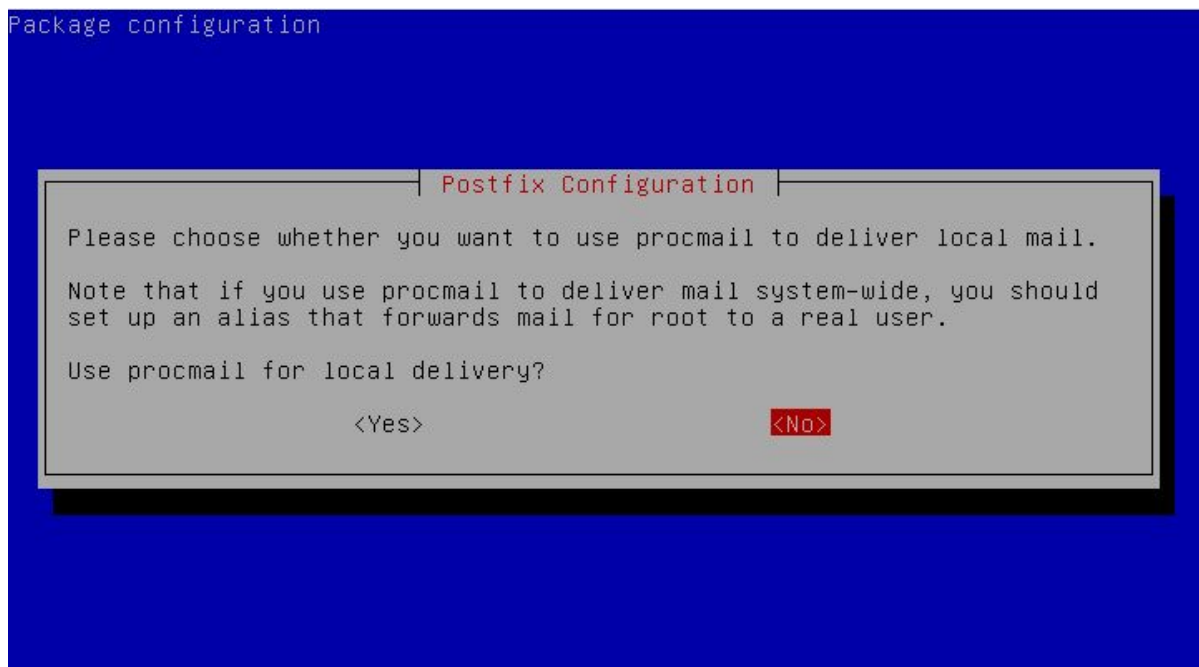 Package configuration
Postfix Configuration
Please choose whether you want to use procmail to deliver local mail.
Note that if you use procmail to deliver mail system-wide, you should
set up an alias that forwards mail for root to a real user.
Use procmail for local delivery?
<Yes> <No>